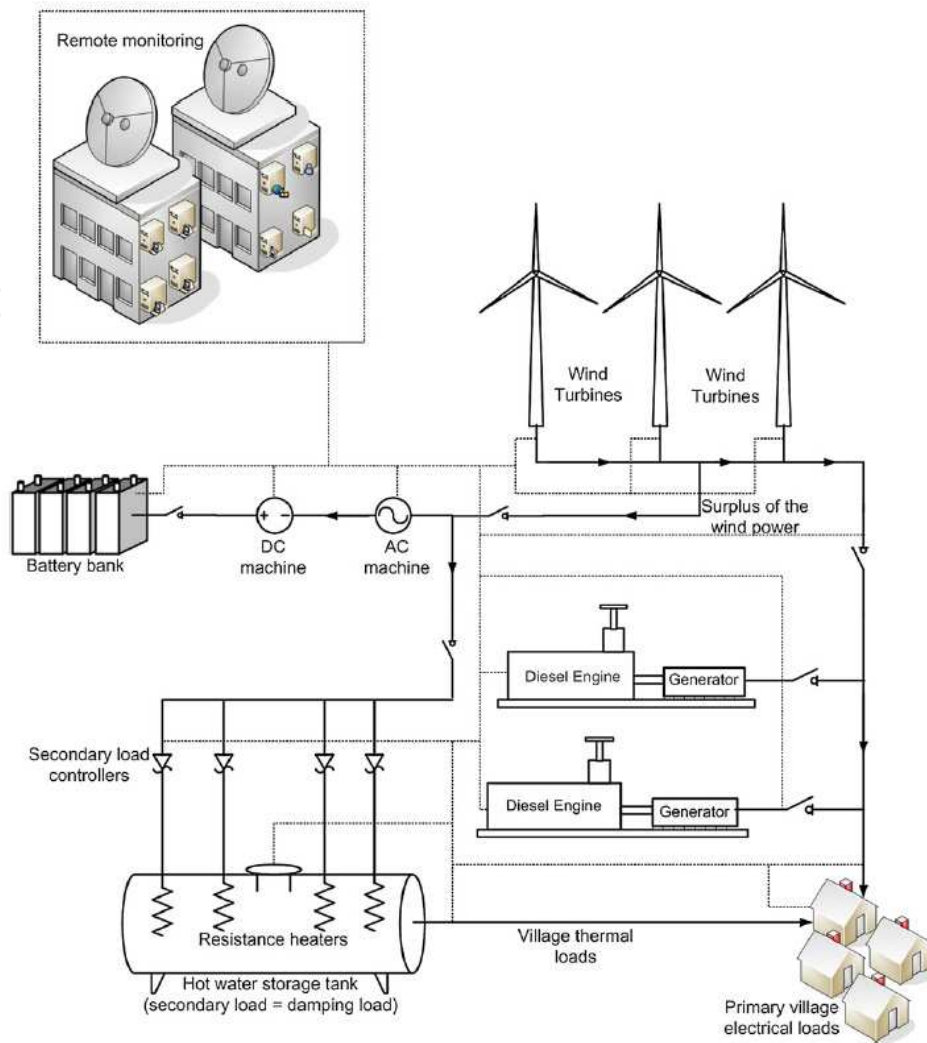 Remote monitoring
Wind
Turbines
Wind
Turbines
Surplus of the
wind power
Battery bank
DC
machine
AC
machine
Diesel Engine
Generator
Secondary load
controllers
Diesel Engine
Generator
Resistance heaters
Village thermal
loads
Hot water storage tank
(secondary load = damping load)
Primary village
electrical loads